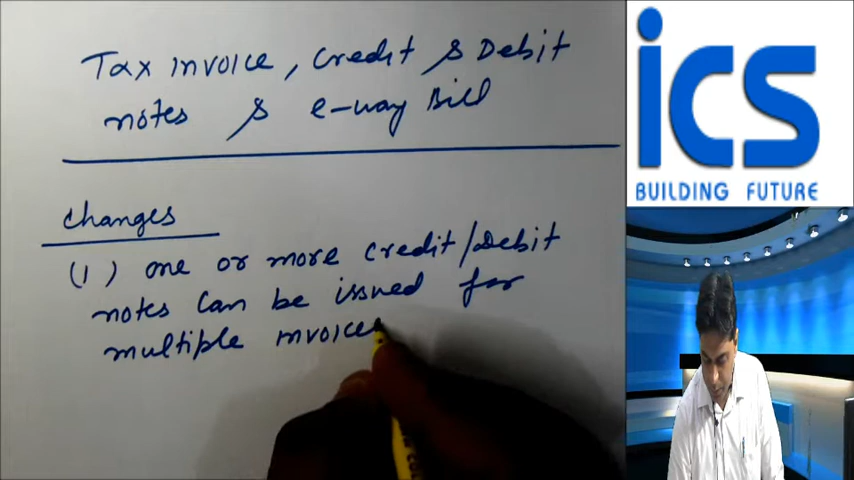 Tax invoice, credit & Debit
notes & e-way Bill
changes
(1) one or more credit/Debit
notes can be issued for
multiple invoice
ics
BUILDING FUTURE